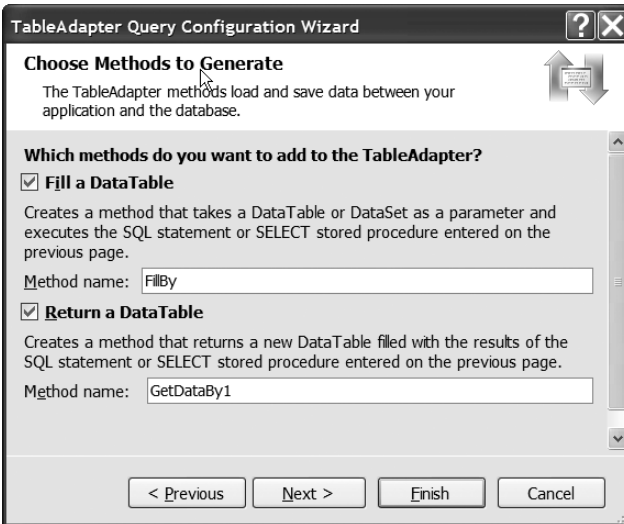 TableAdapter Query Configuration Wizard
Choose Methods to Generate
The TableAdapter methods load and save data between your
application and the database.
Which methods do you want to add to the TableAdapter?
Fill a DataTable
Creates a method that takes a DataTable or DataSet as a parameter and
executes the SQL statement or SELECT stored procedure entered on the
previous page.
Method name: FillBy
Return a DataTable
Creates a method that returns a new DataTable filled with the results of the
SQL statement or SELECT stored procedure entered on the previous page.
Method name: GetDataBy1
< Previous Next > Finish Cancel